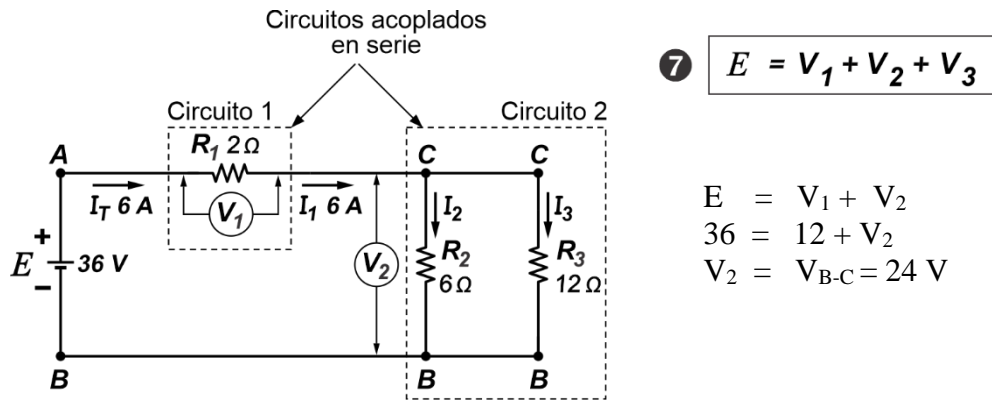 Circuitos acoplados
en serie
7 E = V1 + V2 + V3
Circuito 1
Circuito 2
R1 2Ω
A
C
C
IT 6 A
V1
I1 6 A
I2
I3
E
+
−
36 V
V2
R2
6Ω
R3
12Ω
B
B
B
E = V1 + V2
36 = 12 + V2
V2 = VB-C = 24 V